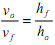 v_o / v_f = h_f / h_o